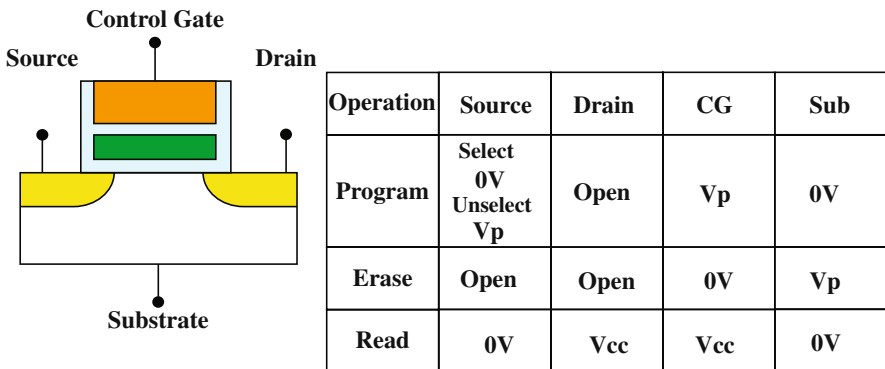 Control Gate
Source
Drain
Substrate
Operation Source Drain CG Sub
Program Select 0V Unselect Vp Open Vp 0V
Erase Open Open 0V Vp
Read 0V Vcc Vcc 0V